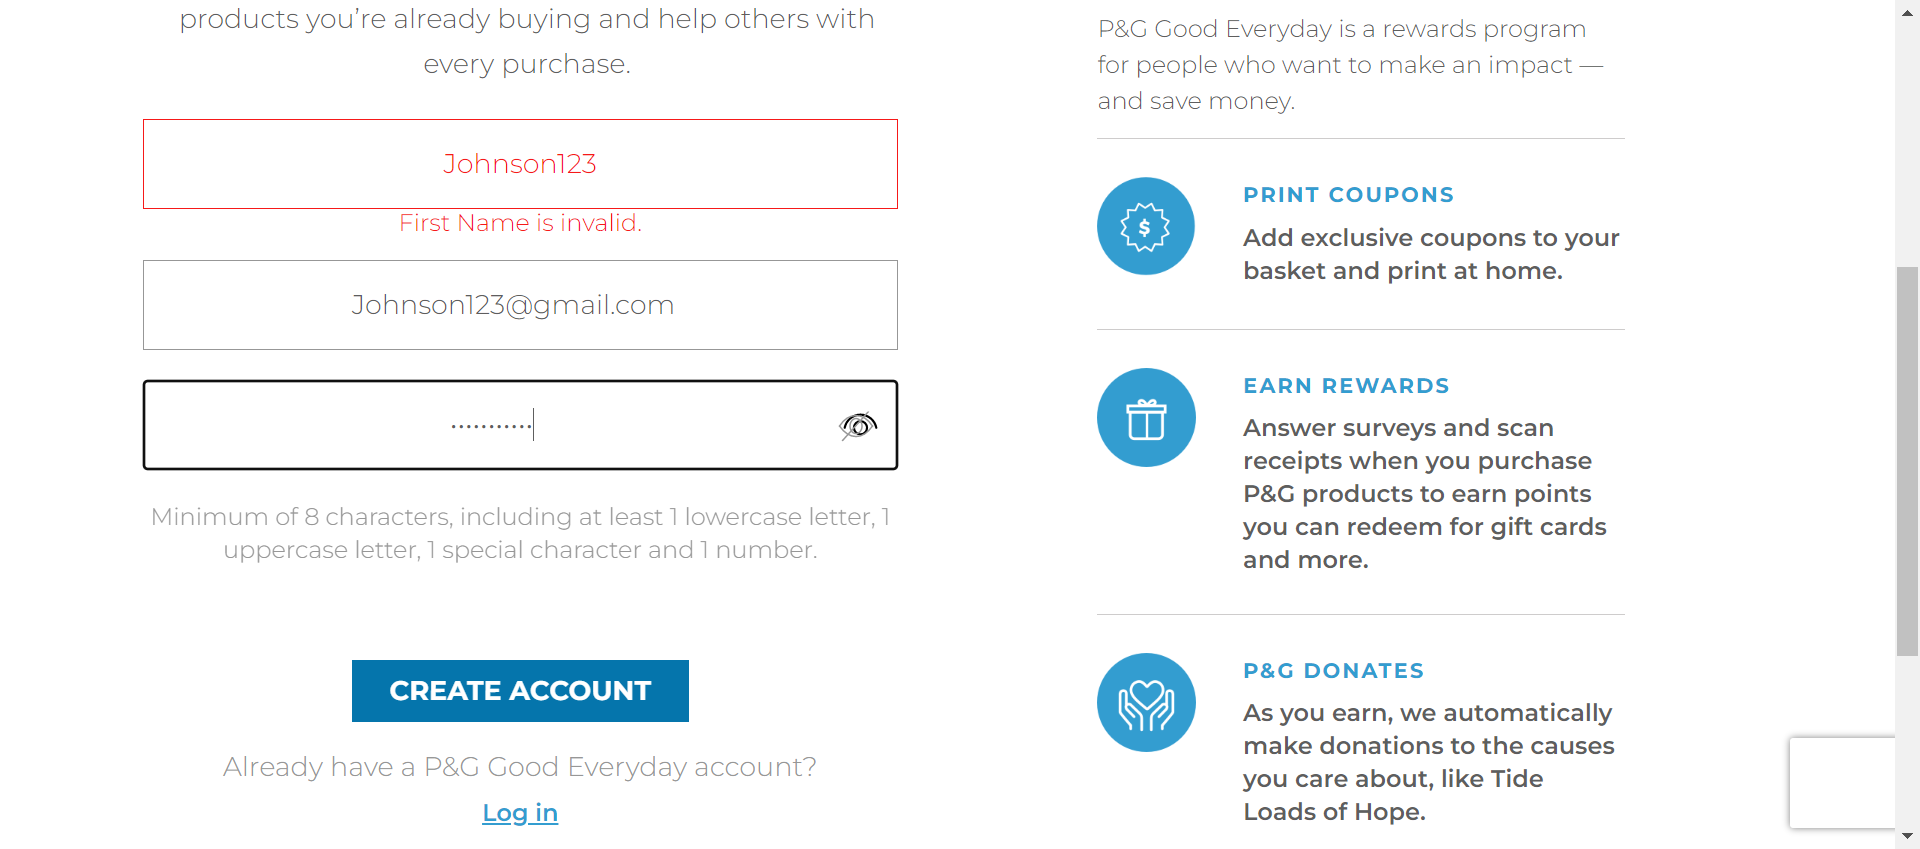 products you’re already buying and help others with
every purchase.
Johnson123
First Name is invalid.
Johnson123@gmail.com
•••••••••••
Minimum of 8 characters, including at least 1 lowercase letter, 1
uppercase letter, 1 special character and 1 number.
CREATE ACCOUNT
Already have a P&G Good Everyday account?
Log in
P&G Good Everyday is a rewards program
for people who want to make an impact —
and save money.
$
PRINT COUPONS
Add exclusive coupons to your
basket and print at home.
EARN REWARDS
Answer surveys and scan
receipts when you purchase
P&G products to earn points
you can redeem for gift cards
and more.
P&G DONATES
As you earn, we automatically
make donations to the causes
you care about, like Tide
Loads of Hope.